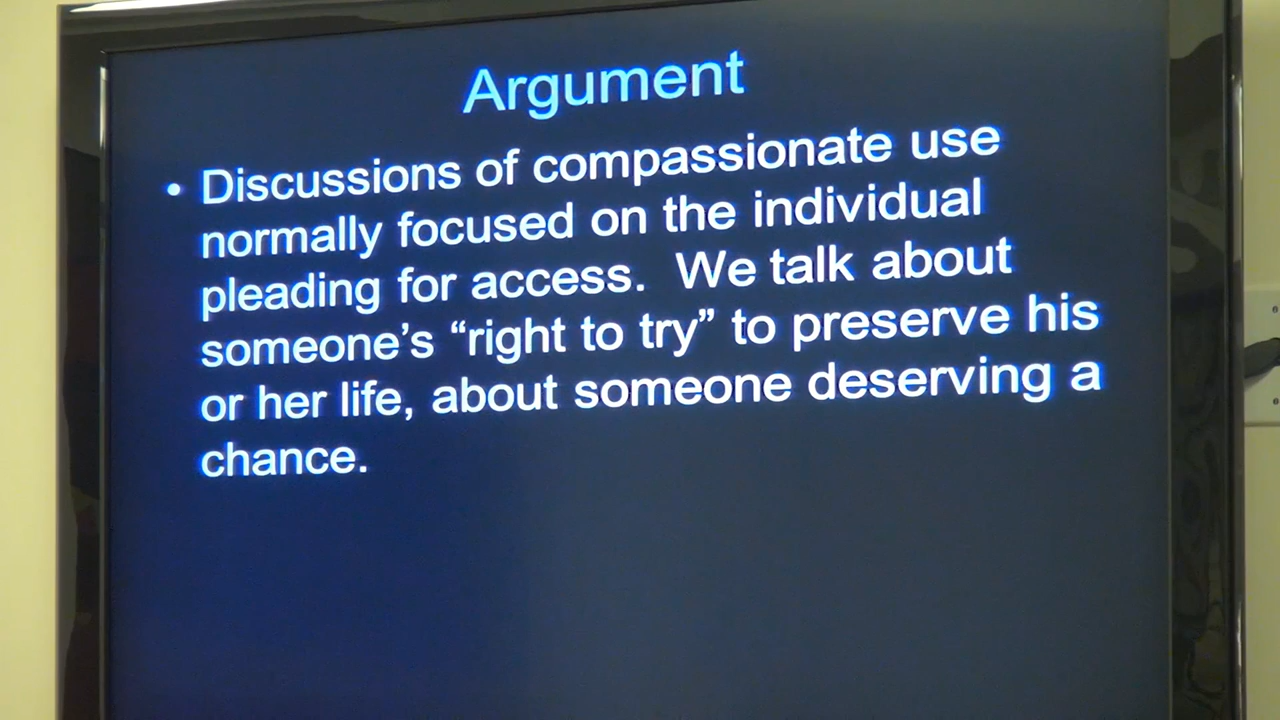 Argument
• Discussions of compassionate use
normally focused on the individual
pleading for access.  We talk about
someone’s “right to try” to preserve his
or her life, about someone deserving a
chance.